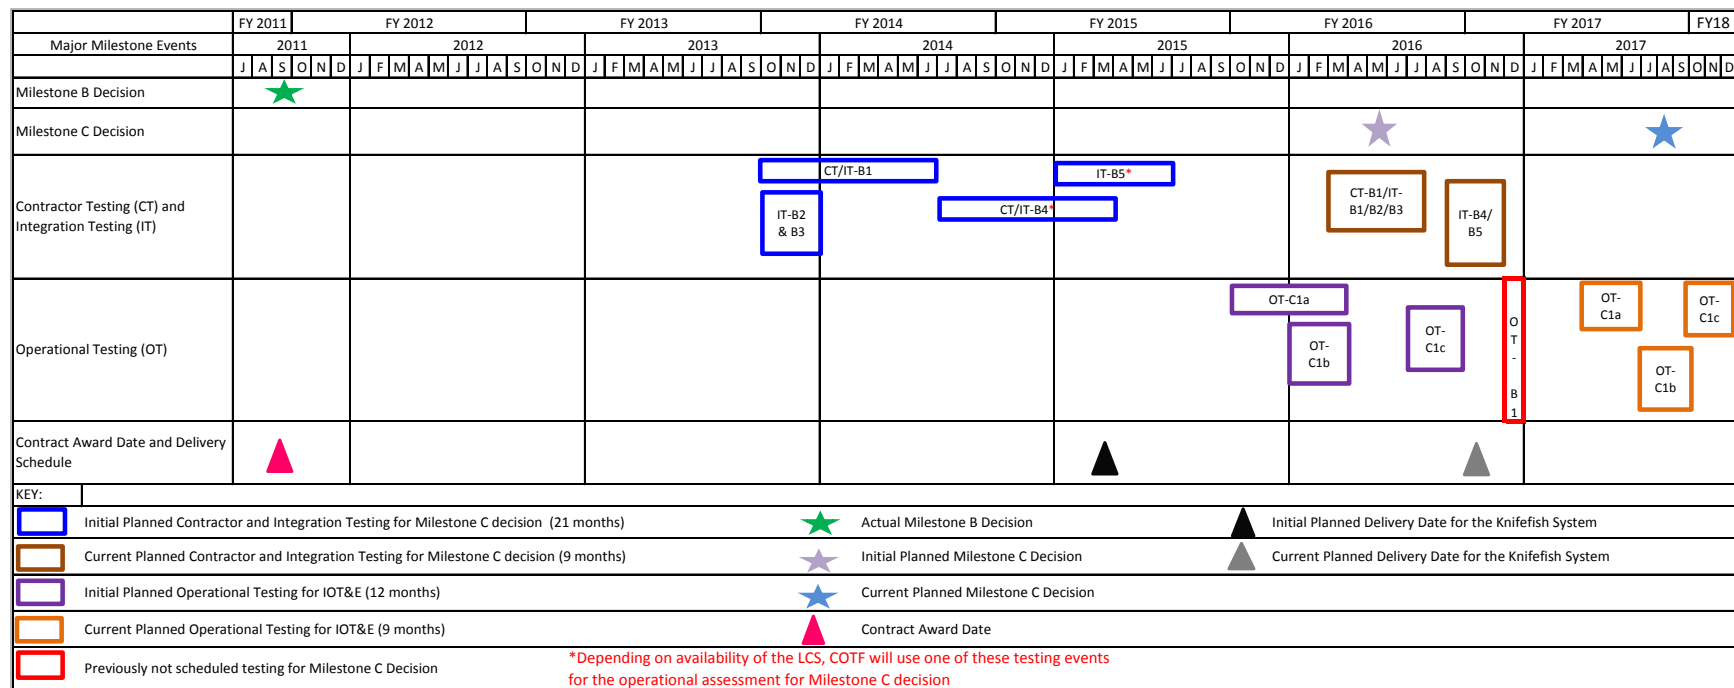 FY 2011 FY 2012 FY 2013 FY 2014 FY 2015 FY 2016 FY 2017 FY18
Major Milestone Events 2011 2012 2013 2014 2015 2016 2017
J A S O N D J F M A M J J A S O N D J F M A M J J A S O N D J F M A M J J A S O N D J F M A M J J A S O N D J F M A M J J A S O N D J F M A M J J A S O N D
Milestone B Decision
Milestone C Decision
Contractor Testing (CT) and
Integration Testing (IT)
CT/IT-B1
IT-B2
& B3
CT/IT-B4*
IT-B5*
CT-B1/IT-
B1/B2/B3
IT-B4/
B5
Operational Testing (OT)
OT-C1a
OT-
C1b
OT-
C1c
O
T
-
B
1
OT-
C1a
OT-
C1b
OT-
C1c
Contract Award Date and Delivery
Schedule
KEY:
Initial Planned Contractor and Integration Testing for Milestone C decision (21 months)
Actual Milestone B Decision
Initial Planned Delivery Date for the Knifefish System
Current Planned Contractor and Integration Testing for Milestone C decision (9 months)
Initial Planned Milestone C Decision
Current Planned Delivery Date for the Knifefish System
Initial Planned Operational Testing for IOT&E (12 months)
Current Planned Milestone C Decision
Current Planned Operational Testing for IOT&E (9 months)
Contract Award Date
Previously not scheduled testing for Milestone C Decision
*Depending on availability of the LCS, COTF will use one of these testing events
for the operational assessment for Milestone C decision